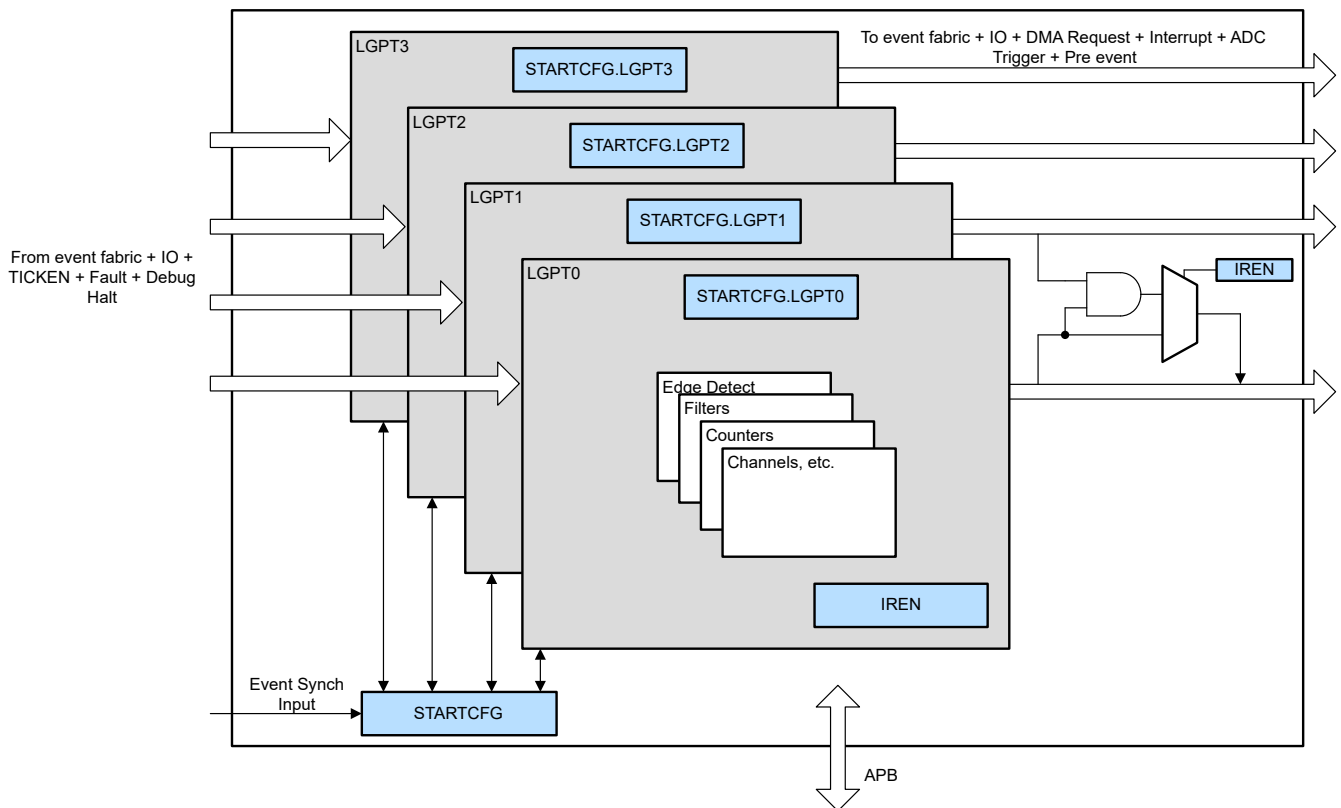 LGPT3
To event fabric + IO + DMA Request + Interrupt + ADC
Trigger + Pre event
STARTCFG.LGPT3
LGPT2
STARTCFG.LGPT2
LGPT1
STARTCFG.LGPT1
From event fabric + IO +
TICKEN + Fault + Debug
Halt
LGPT0
IREN
STARTCFG.LGPT0
Edge Detect
Filters
Counters
Channels, etc.
IREN
Event Synch
Input
STARTCFG
APB